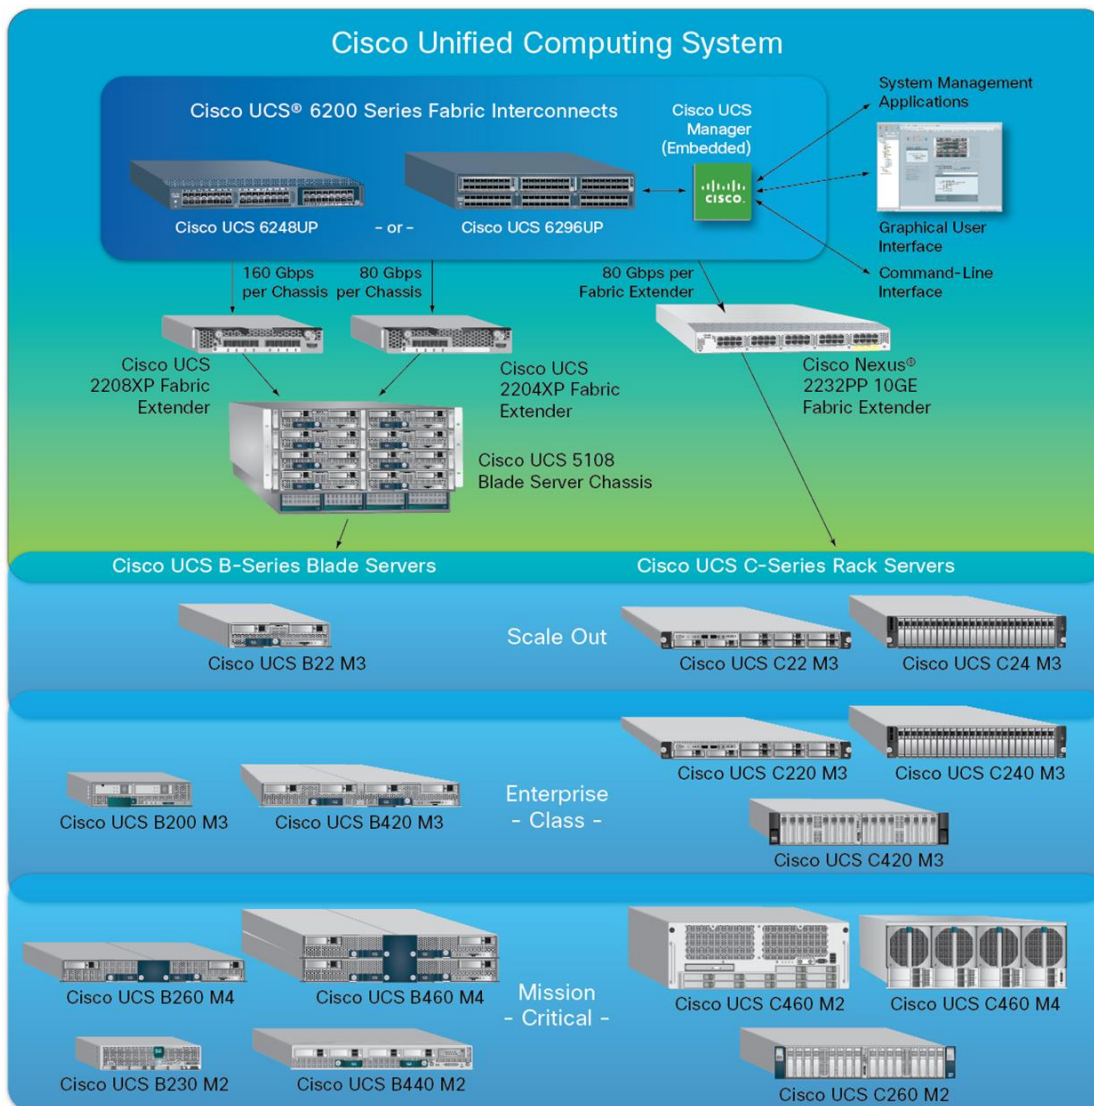 Cisco Unified Computing System
Cisco UCS® 6200 Series Fabric Interconnects
Cisco UCS
Manager
(Embedded)
System Management
Applications
CISCO.
Cisco UCS 6248UP
- or -
Cisco UCS 6296UP
Graphical User
Interface
Command-Line
Interface
160 Gbps
per Chassis
80 Gbps
per Chassis
80 Gbps per
Fabric Extender
Cisco UCS
2208XP Fabric
Extender
Cisco UCS
2204XP Fabric
Extender
Cisco Nexus®
2232PP 10GE
Fabric Extender
Cisco UCS 5108
Blade Server Chassis
Cisco UCS B-Series Blade Servers
Cisco UCS C-Series Rack Servers
Scale Out
Cisco UCS B22 M3
Cisco UCS C22 M3
Cisco UCS C24 M3
Enterprise
- Class -
Cisco UCS B200 M3
Cisco UCS B420 M3
Cisco UCS C220 M3
Cisco UCS C240 M3
Cisco UCS C420 M3
Mission
- Critical -
Cisco UCS B260 M4
Cisco UCS B460 M4
Cisco UCS C460 M2
Cisco UCS C460 M4
Cisco UCS B230 M2
Cisco UCS B440 M2
Cisco UCS C260 M2